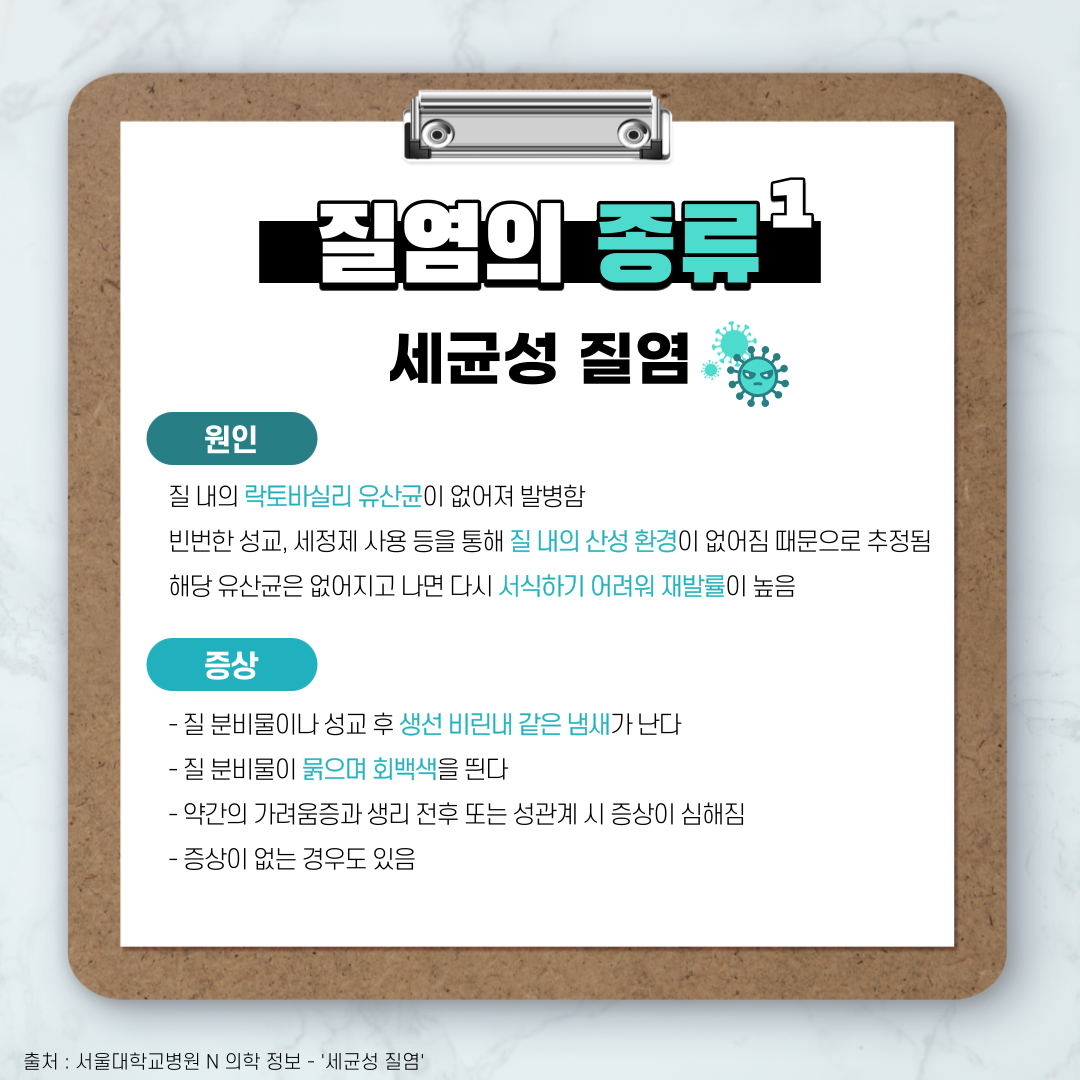 질염의 종류 1
세균성 질염
원인
질 내의 락토바실리 유산균이 없어져 발병함
빈번한 성교, 세정제 사용 등을 통해 질 내의 산성 환경이 없어짐 때문으로 추정됨
해당 유산균은 없어지고 나면 다시 서식하기 어려워 재발률이 높음
증상
- 질 분비물이나 성교 후 생선 비린내 같은 냄새가 난다
- 질 분비물이 묽으며 회백색을 띈다
- 약간의 가려움증과 생리 전후 또는 성관계 시 증상이 심해짐
- 증상이 없는 경우도 있음
출처 : 서울대학교병원 N 의학 정보 - '세균성 질염'